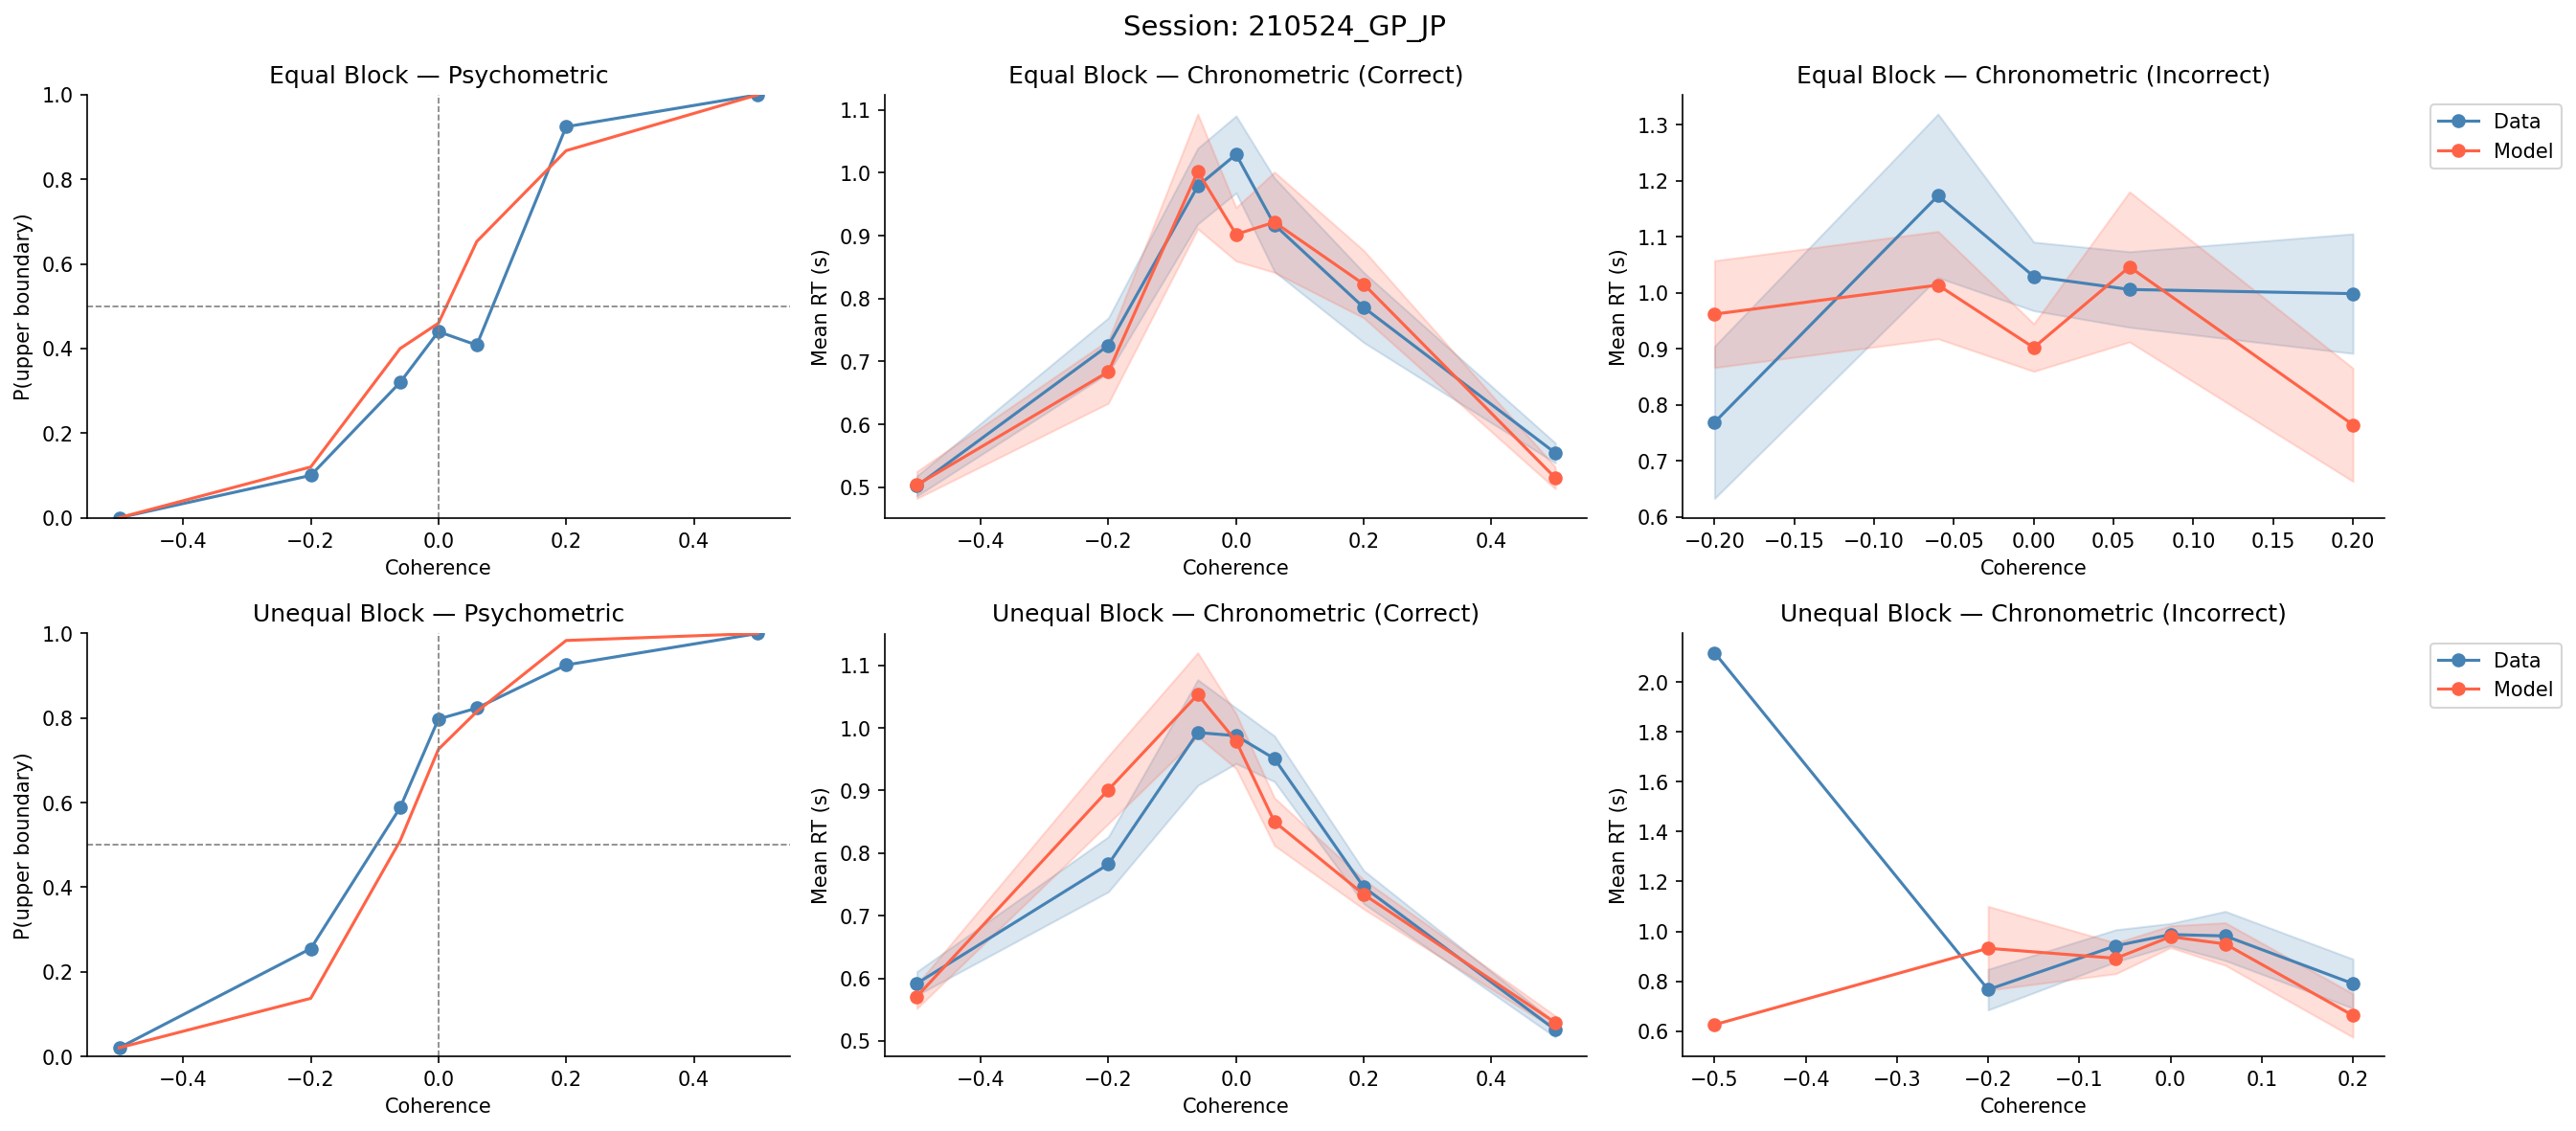 Session: 210524_GP_JP
Equal Block — Psychometric
P(upper boundary)
1.0
0.8
0.6
0.4
0.2
0.0
−0.4 −0.2 0.0 0.2 0.4
Coherence
Equal Block — Chronometric (Correct)
Mean RT (s)
1.1
1.0
0.9
0.8
0.7
0.6
0.5
−0.4 −0.2 0.0 0.2 0.4
Coherence
Equal Block — Chronometric (Incorrect)
Mean RT (s)
1.3
1.2
1.1
1.0
0.9
0.8
0.7
0.6
−0.20 −0.15 −0.10 −0.05 0.00 0.05 0.10 0.15 0.20
Coherence
Data
Model
Unequal Block — Psychometric
P(upper boundary)
1.0
0.8
0.6
0.4
0.2
0.0
−0.4 −0.2 0.0 0.2 0.4
Coherence
Unequal Block — Chronometric (Correct)
Mean RT (s)
1.1
1.0
0.9
0.8
0.7
0.6
0.5
−0.4 −0.2 0.0 0.2 0.4
Coherence
Unequal Block — Chronometric (Incorrect)
Mean RT (s)
2.0
1.8
1.6
1.4
1.2
1.0
0.8
0.6
−0.5 −0.4 −0.3 −0.2 −0.1 0.0 0.1 0.2
Coherence
Data
Model